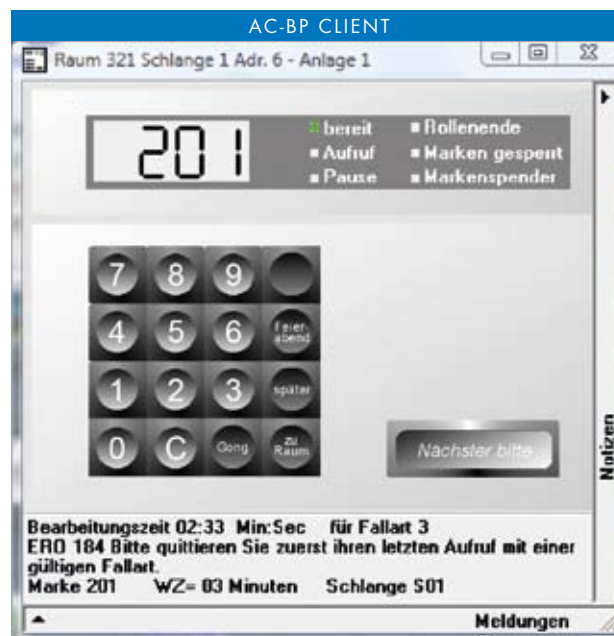 AC-BP CLIENT
Raum 321 Schlange 1 Adr. 6 - Anlage 1
201
bereit
Rollenende
Aufruf
Marken gesperrt
Pause
Markenspender
7 8 9
4 5 6 Feier-
abend
1 2 3 später
0 C Gong zu
Raum
Nächster bitte
Notizen
Bearbeitungszeit 02:33 Min:Sec für Fallart 3
ERO 184 Bitte quittieren Sie zuerst ihren letzten Aufruf mit einer
gültigen Fallart.
Marke 201 WZ= 03 Minuten Schlange S01
Meldungen